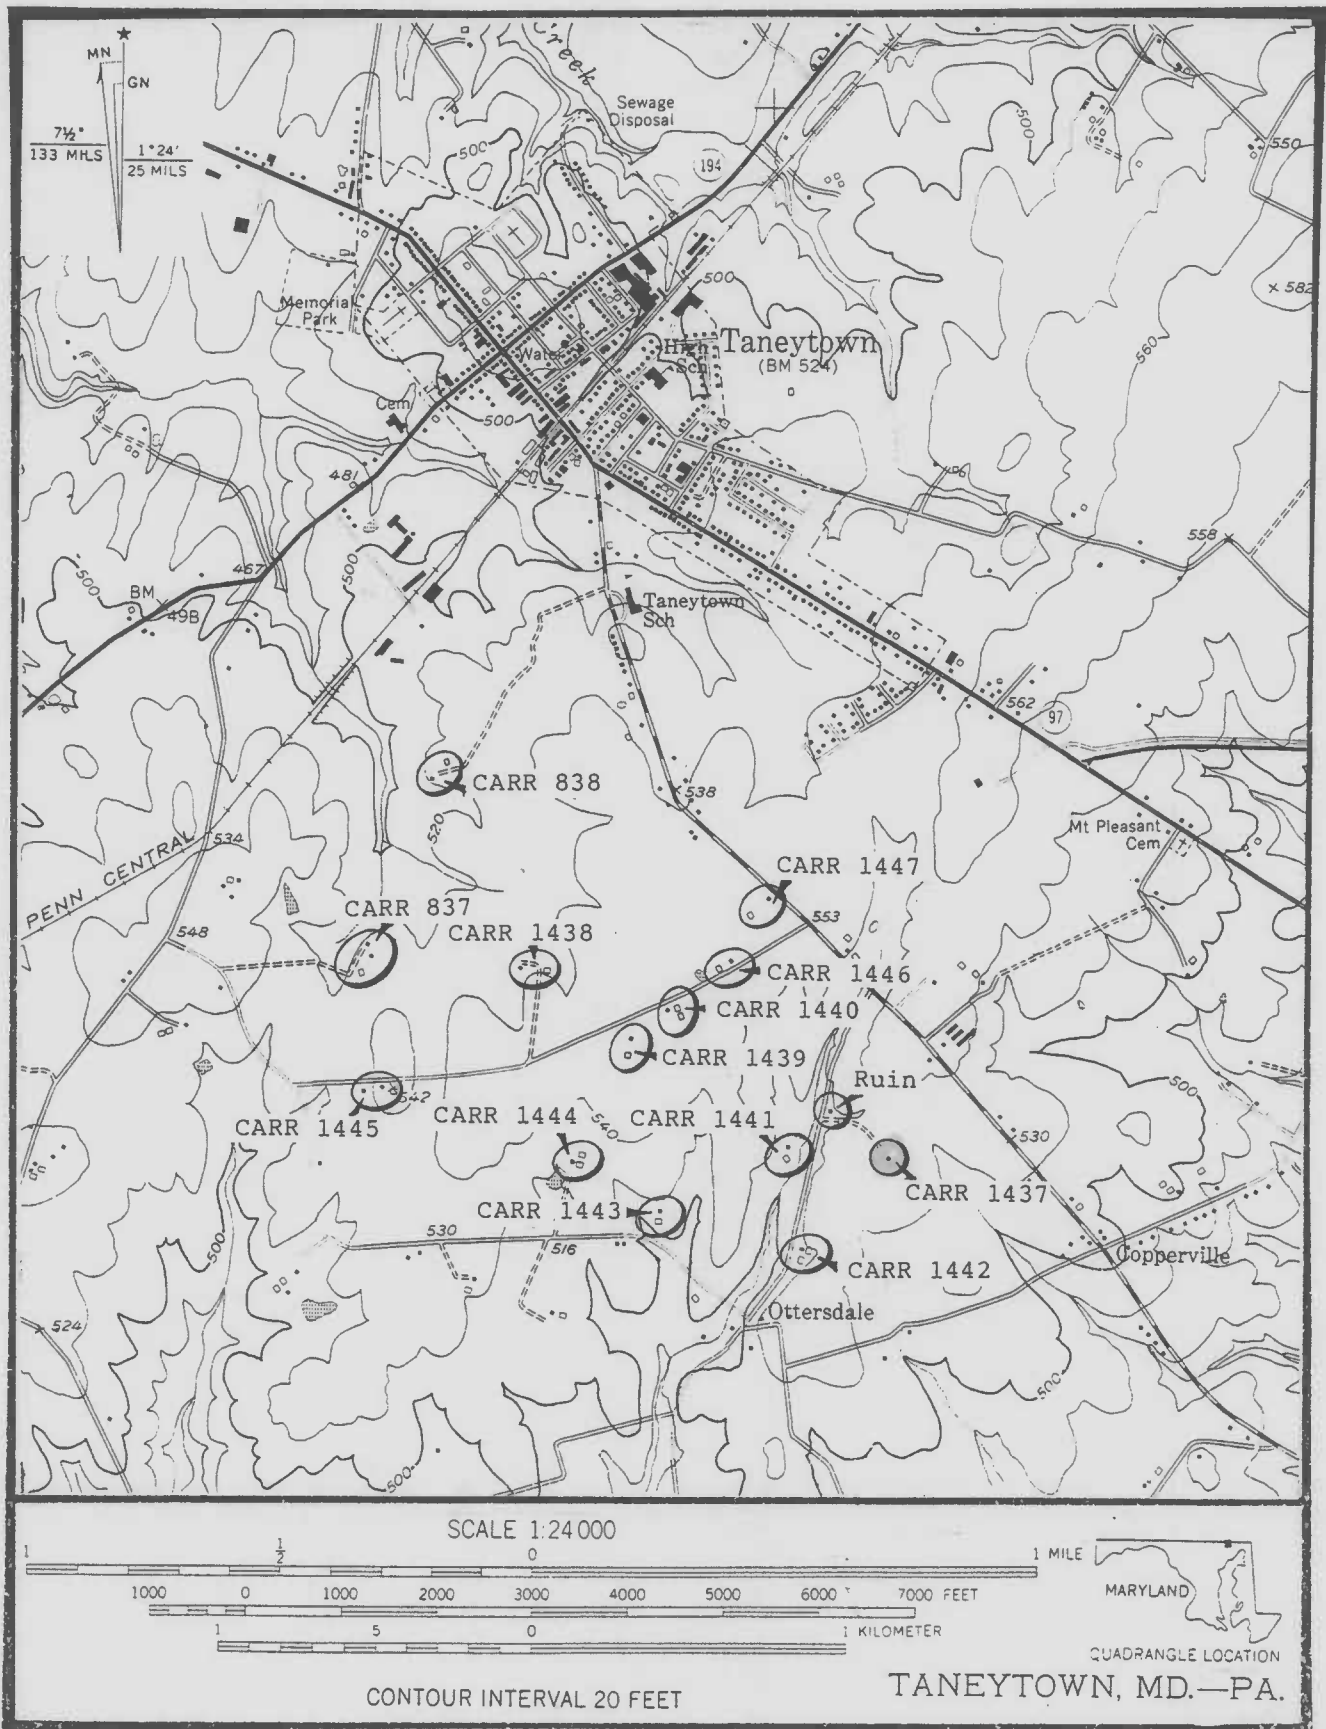 Creek
MN
GN
7½°
133 MILS
1°24'
25 MILS
Sewage
Disposal
500
194
500
550
582
Memorial
Park
500
Water
High
Sch
Taneytown
(BM 524)
560
Cem
500
481
558
500
467
500
BM
498
Taneytown
Sch
562
97
CARR 838
538
520
Mt Pleasant
Cem
534
PENN CENTRAL
CARR 1447
CARR 837
553
548
CARR 1438
CARR 1446
CARR 1440
CARR 1439
Ruin
500
542
CARR 1445
CARR 1444
540
CARR 1441
530
CARR 1437
CARR 1443
530
516
500
Copperville
CARR 1442
Ottersdale
524
500
500
SCALE 1:24000
1 ½ 0 1 MILE
1000 0 1000 2000 3000 4000 5000 6000 7000 FEET
1 5 0 1 KILOMETER
CONTOUR INTERVAL 20 FEET
MARYLAND
QUADRANGLE LOCATION
TANEYTOWN, MD.—PA.